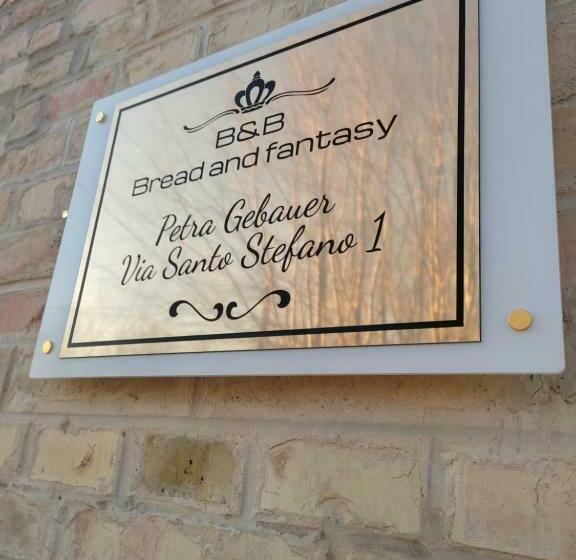 B&B
Bread and fantasy
Petra Gebauer
Via Santo Stefano 1